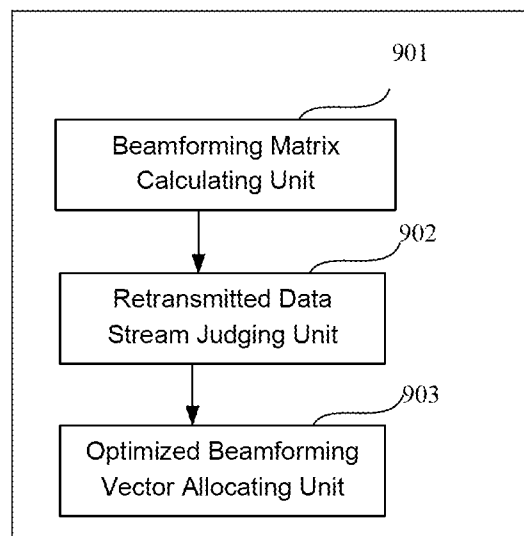 901
Beamforming Matrix
Calculating Unit
902
Retransmitted Data
Stream Judging Unit
903
Optimized Beamforming
Vector Allocating Unit